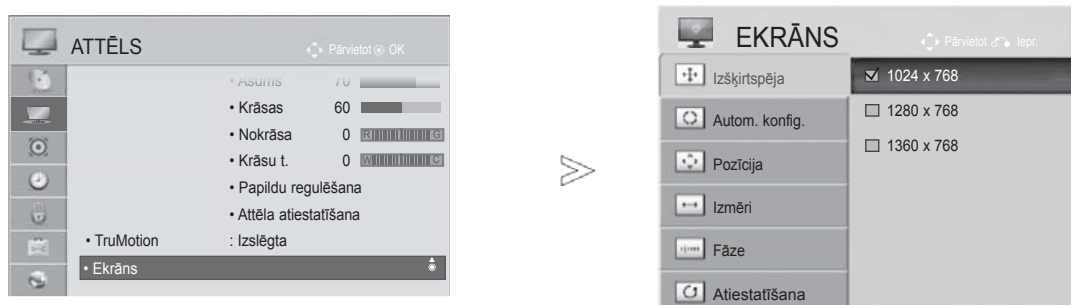 ATTĒLS
Pārvietot OK
• Asums 70
• Krāsas 60
• Nokrāsa 0 R G
• Krāsu t. 0 W C
• Papildu regulēšana
• Attēla atiestatīšana
• TruMotion : Izslēgta
• Ekrāns
EKRĀNS
Pārvietot Iepr.
Izšķirtspēja
Autom. konfig.
Pozīcija
Izmēri
Fāze
Atiestatīšana
1024 x 768
1280 x 768
1360 x 768